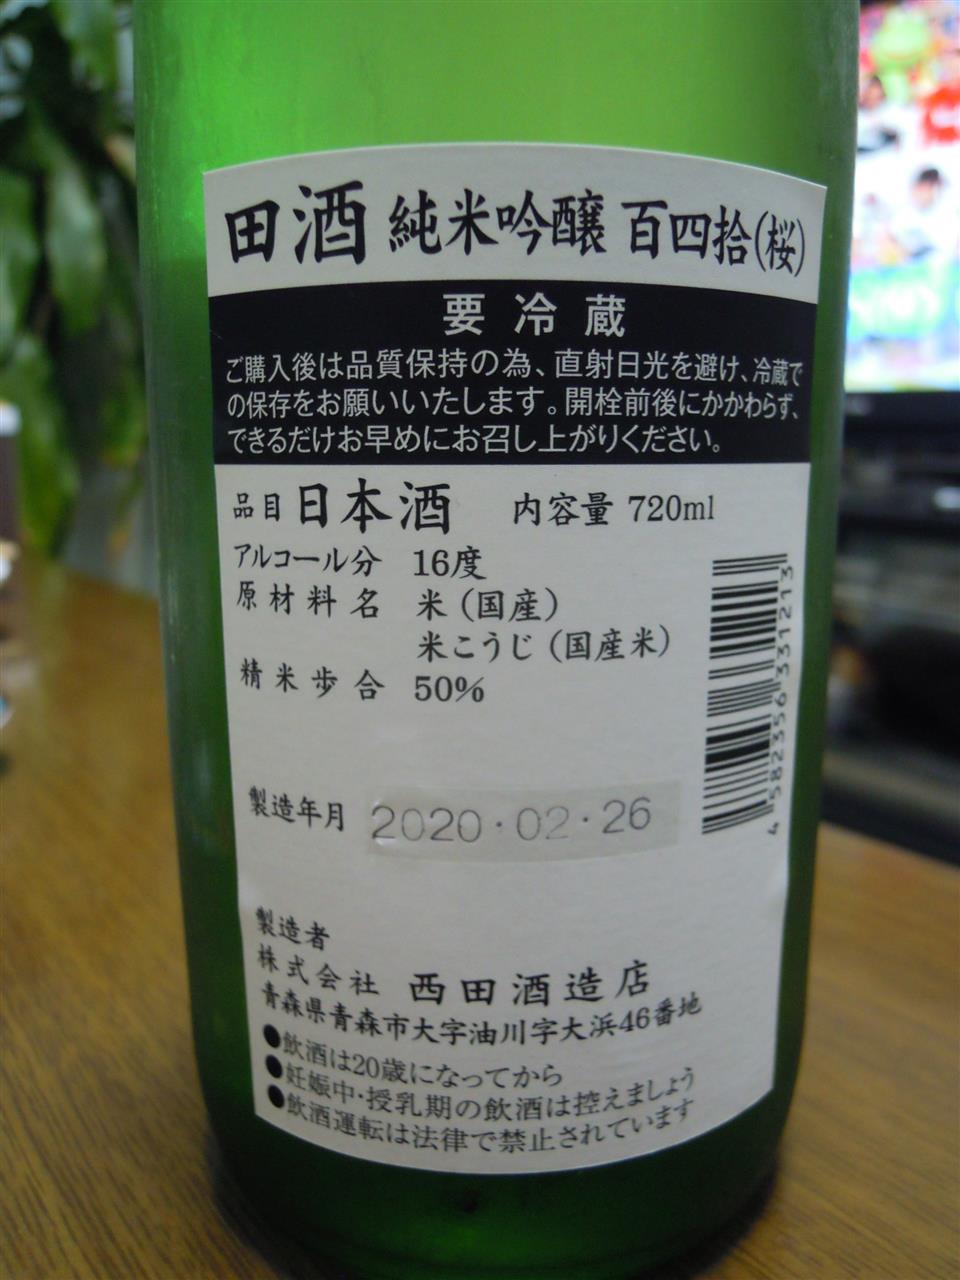 田酒 純米吟醸 百四拾(桜)
要冷蔵
ご購入後は品質保持の為、直射日光を避け、冷蔵で
の保存をお願いいたします。開栓前後にかかわらず、
できるだけお早めにお召し上がりください。
品目 日本酒 内容量 720ml
アルコール分 16度
原材料名 米(国産)
米こうじ(国産米)
精米歩合 50%
4582356331213
製造年月 2020・02・26
製造者
株式会社 西田酒造店
青森県青森市大字油川字大浜46番地
●飲酒は20歳になってから
●妊娠中・授乳期の飲酒は控えましょう
●飲酒運転は法律で禁止されています